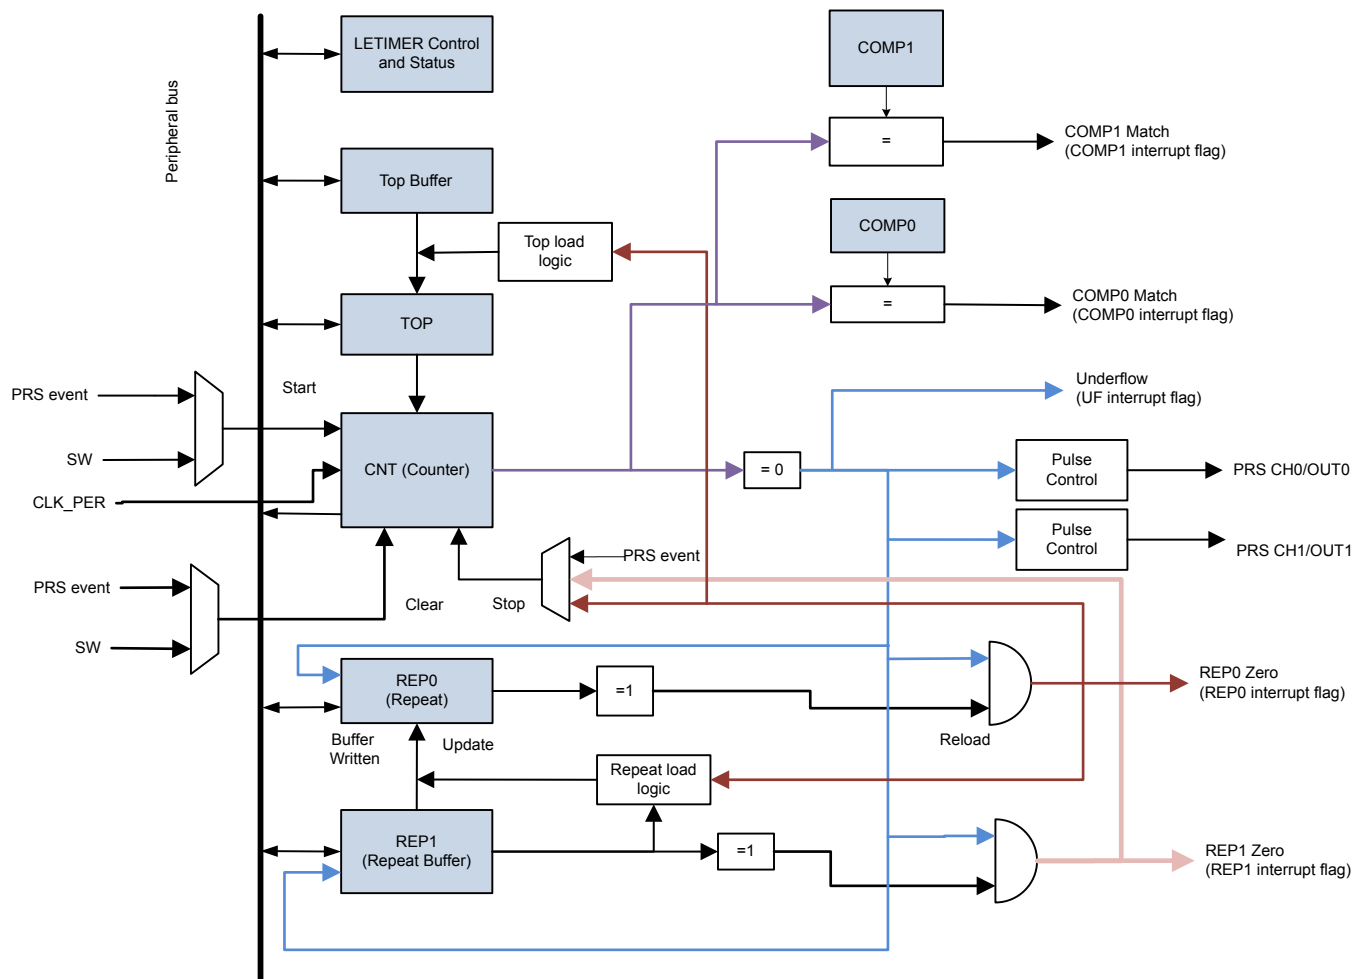 LETIMER Control
and Status
COMP1
Peripheral bus
=
COMP1 Match
(COMP1 interrupt flag)
Top Buffer
COMP0
Top load
logic
TOP
=
COMP0 Match
(COMP0 interrupt flag)
PRS event
Start
Underflow
(UF interrupt flag)
SW
CNT (Counter)
= 0
Pulse
Control
PRS CH0/OUT0
CLK_PER
Pulse
Control
PRS CH1/OUT1
PRS event
PRS event
Clear
Stop
SW
REP0
(Repeat)
=1
REP0 Zero
(REP0 interrupt flag)
Buffer
Written
Update
Reload
Repeat load
logic
REP1
(Repeat Buffer)
=1
REP1 Zero
(REP1 interrupt flag)